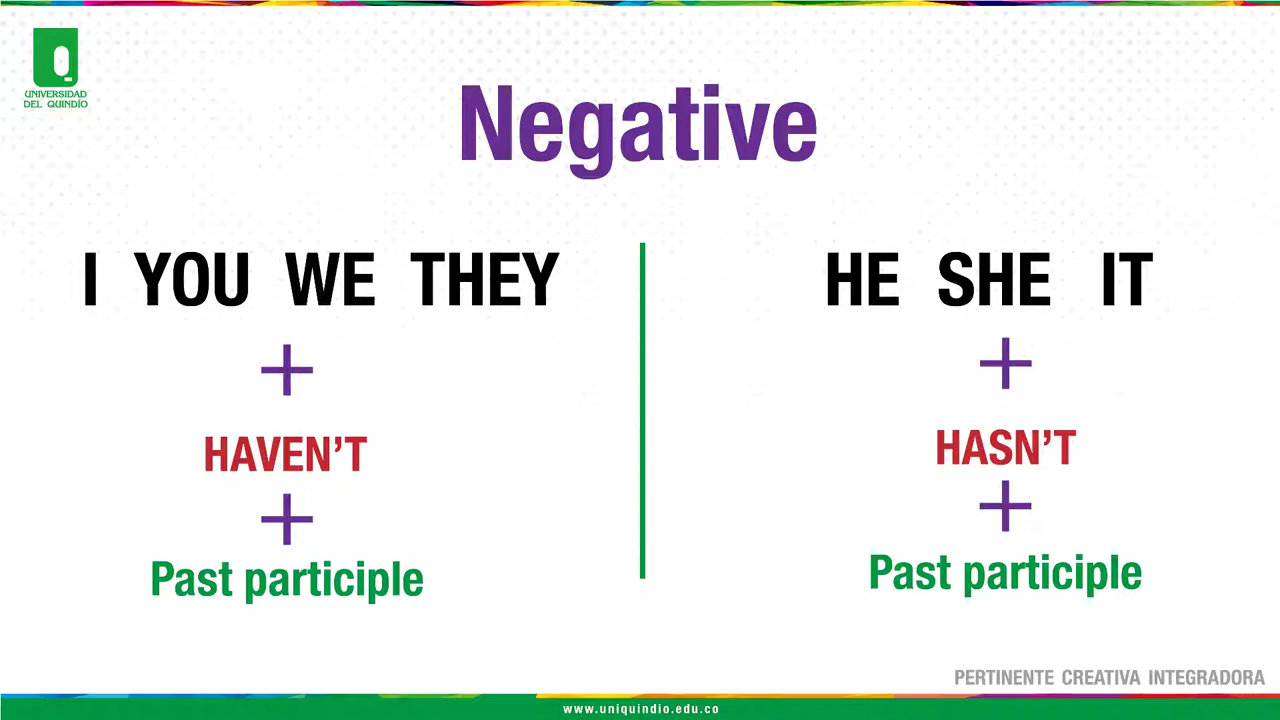 UNIVERSIDAD
DEL QUINDÍO
Negative
I YOU WE THEY
+
HAVEN'T
+
Past participle
HE SHE IT
+
HASN'T
+
Past participle
PERTINENTE CREATIVA INTEGRADORA
www.uniquindio.edu.co